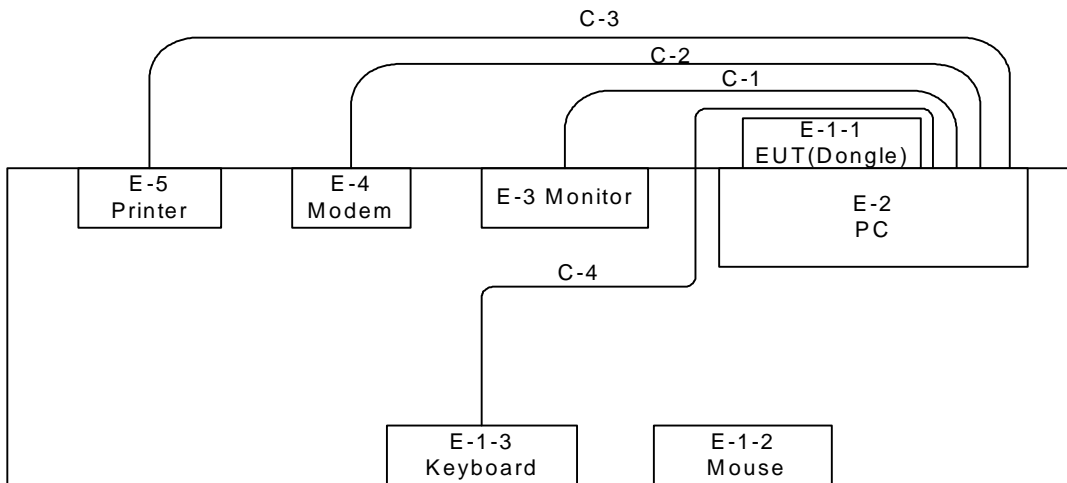 C-3
C-2
C-1
E-1-1
EUT(Dongle)
E-5
Printer
E-4
Modem
E-3 Monitor
E-2
PC
C-4
E-1-3
Keyboard
E-1-2
Mouse